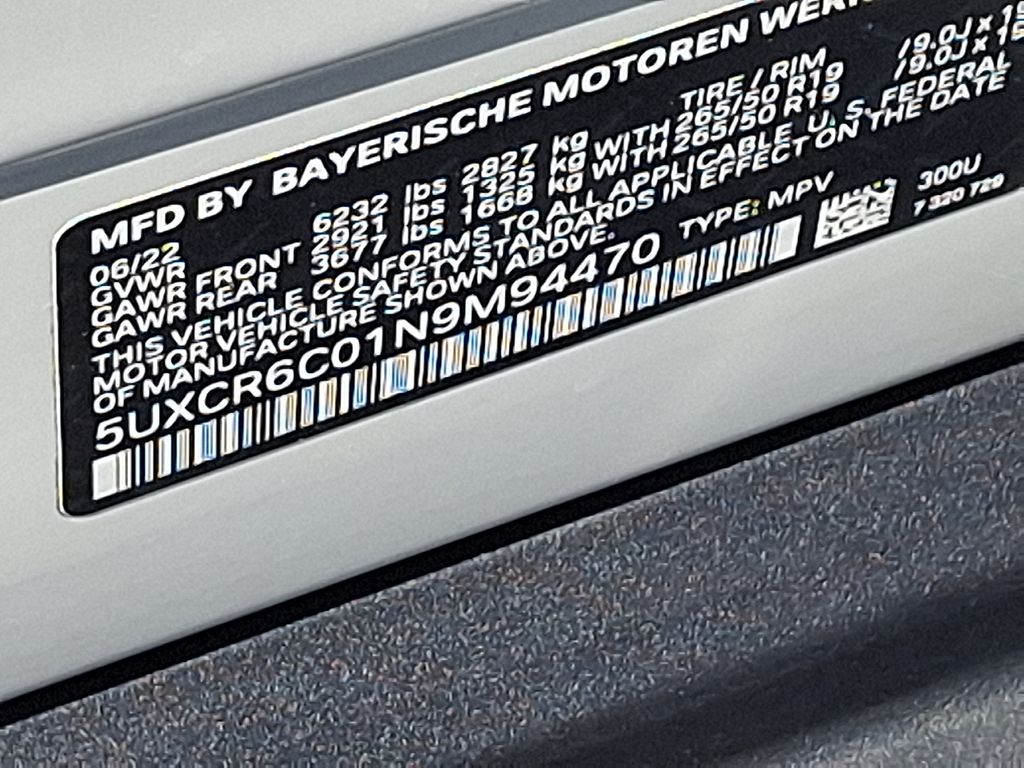 MFD BY BAYERISCHE MOTOREN
06/22 TIRE / RIM
GVWR 6232 lbs 2827 kg
GAWR FRONT 2921 lbs 1325 kg WITH 265/50 R19 /9.0J x
GAWR REAR 3677 lbs 1668 kg WITH 265/50 R19 /9.0J x
THIS VEHICLE CONFORMS TO ALL APPLICABLE U. S. FEDERAL
MOTOR VEHICLE SAFETY STANDARDS IN EFFECT ON THE DATE
OF MANUFACTURE SHOWN ABOVE.
5UXCR6C01N9M94470 TYPE: MPV
300U
7 320 729